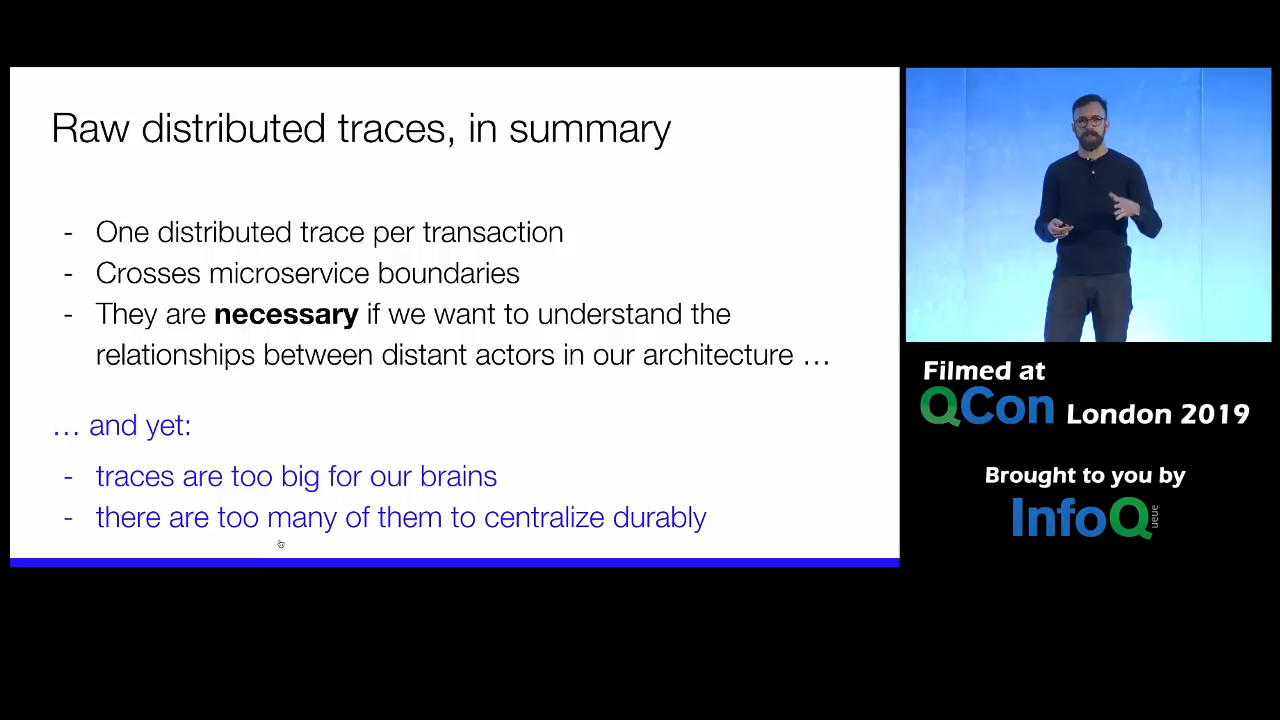 Raw distributed traces, in summary
- One distributed trace per transaction
- Crosses microservice boundaries
- They are necessary if we want to understand the
relationships between distant actors in our architecture …
… and yet:
- traces are too big for our brains
- there are too many of them to centralize durably
Filmed at
QCon London 2019
Brought to you by
InfoQueue